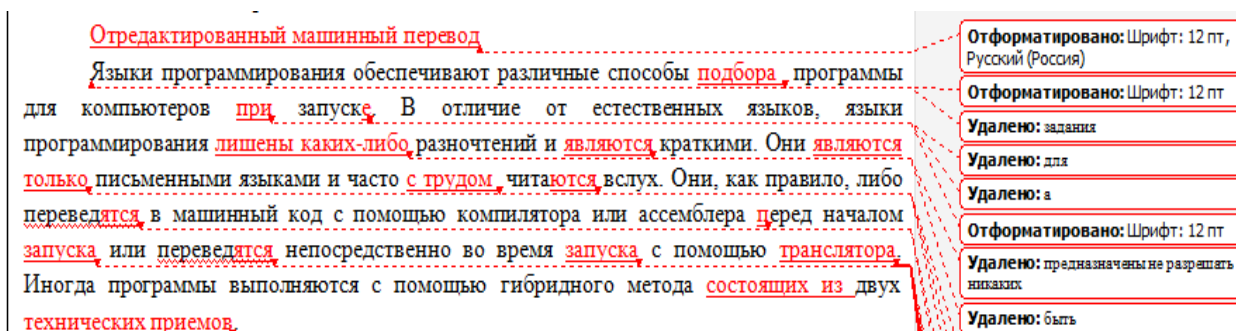 Отредактированный машинный перевод
Языки программирования обеспечивают различные способы подбора программы
для компьютеров при запуске. В отличие от естественных языков, языки
программирования лишены каких-либо разночтений и являются краткими. Они являются
только письменными языками и часто с трудом читаются вслух. Они, как правило, либо
переведятся в машинный код с помощью компилятора или ассемблера перед началом
запуска или переведятся непосредственно во время запуска с помощью транслятора.
Иногда программы выполняются с помощью гибридного метода состоящих из двух
технических приемов.
Отформатировано: Шрифт: 12 пт,
Русский (Россия)
Отформатировано: Шрифт: 12 пт
Удалено: задания
Удалено: для
Удалено: а
Отформатировано: Шрифт: 12 пт
Удалено: предназначены не разрешать
никаких
Удалено: быть